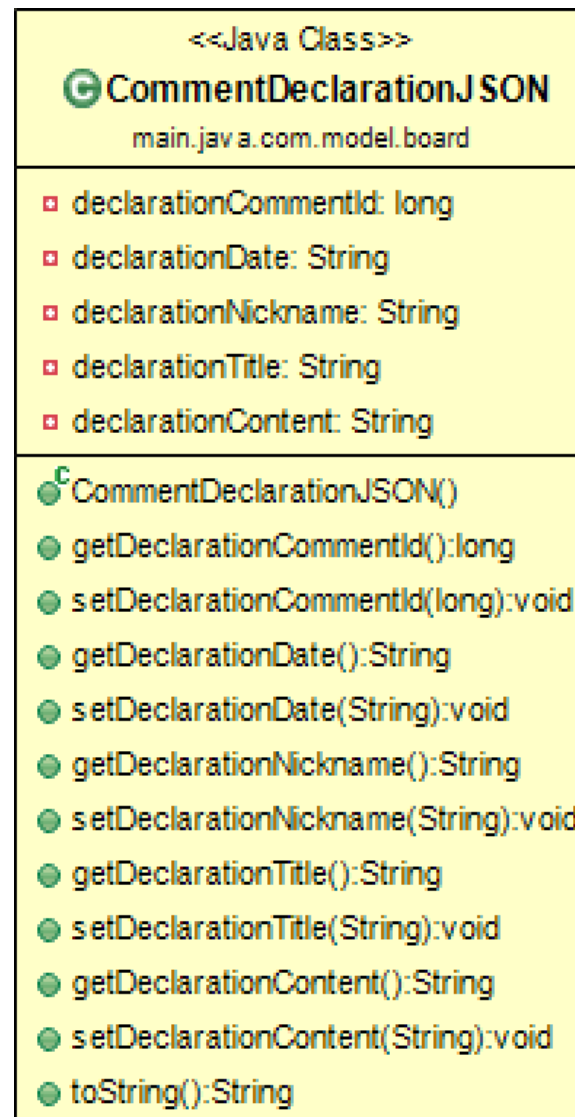 <<Java Class>>
CommentDeclarationJSON
main.java.com.model.board
declarationCommentId: long
declarationDate: String
declarationNickname: String
declarationTitle: String
declarationContent: String
CommentDeclarationJSON()
getDeclarationCommentId():long
setDeclarationCommentId(long):void
getDeclarationDate():String
setDeclarationDate(String):void
getDeclarationNickname():String
setDeclarationNickname(String):void
getDeclarationTitle():String
setDeclarationTitle(String):void
getDeclarationContent():String
setDeclarationContent(String):void
toString():String